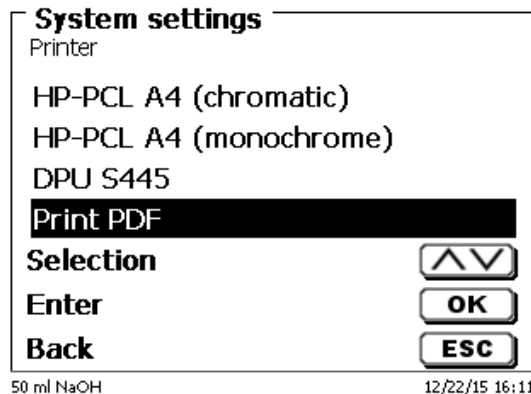 System settings
Printer
HP-PCL A4 (chromatic)
HP-PCL A4 (monochrome)
DPU S445
Print PDF
Selection
Enter OK
Back ESC
50 ml NaOH 12/22/15 16:11